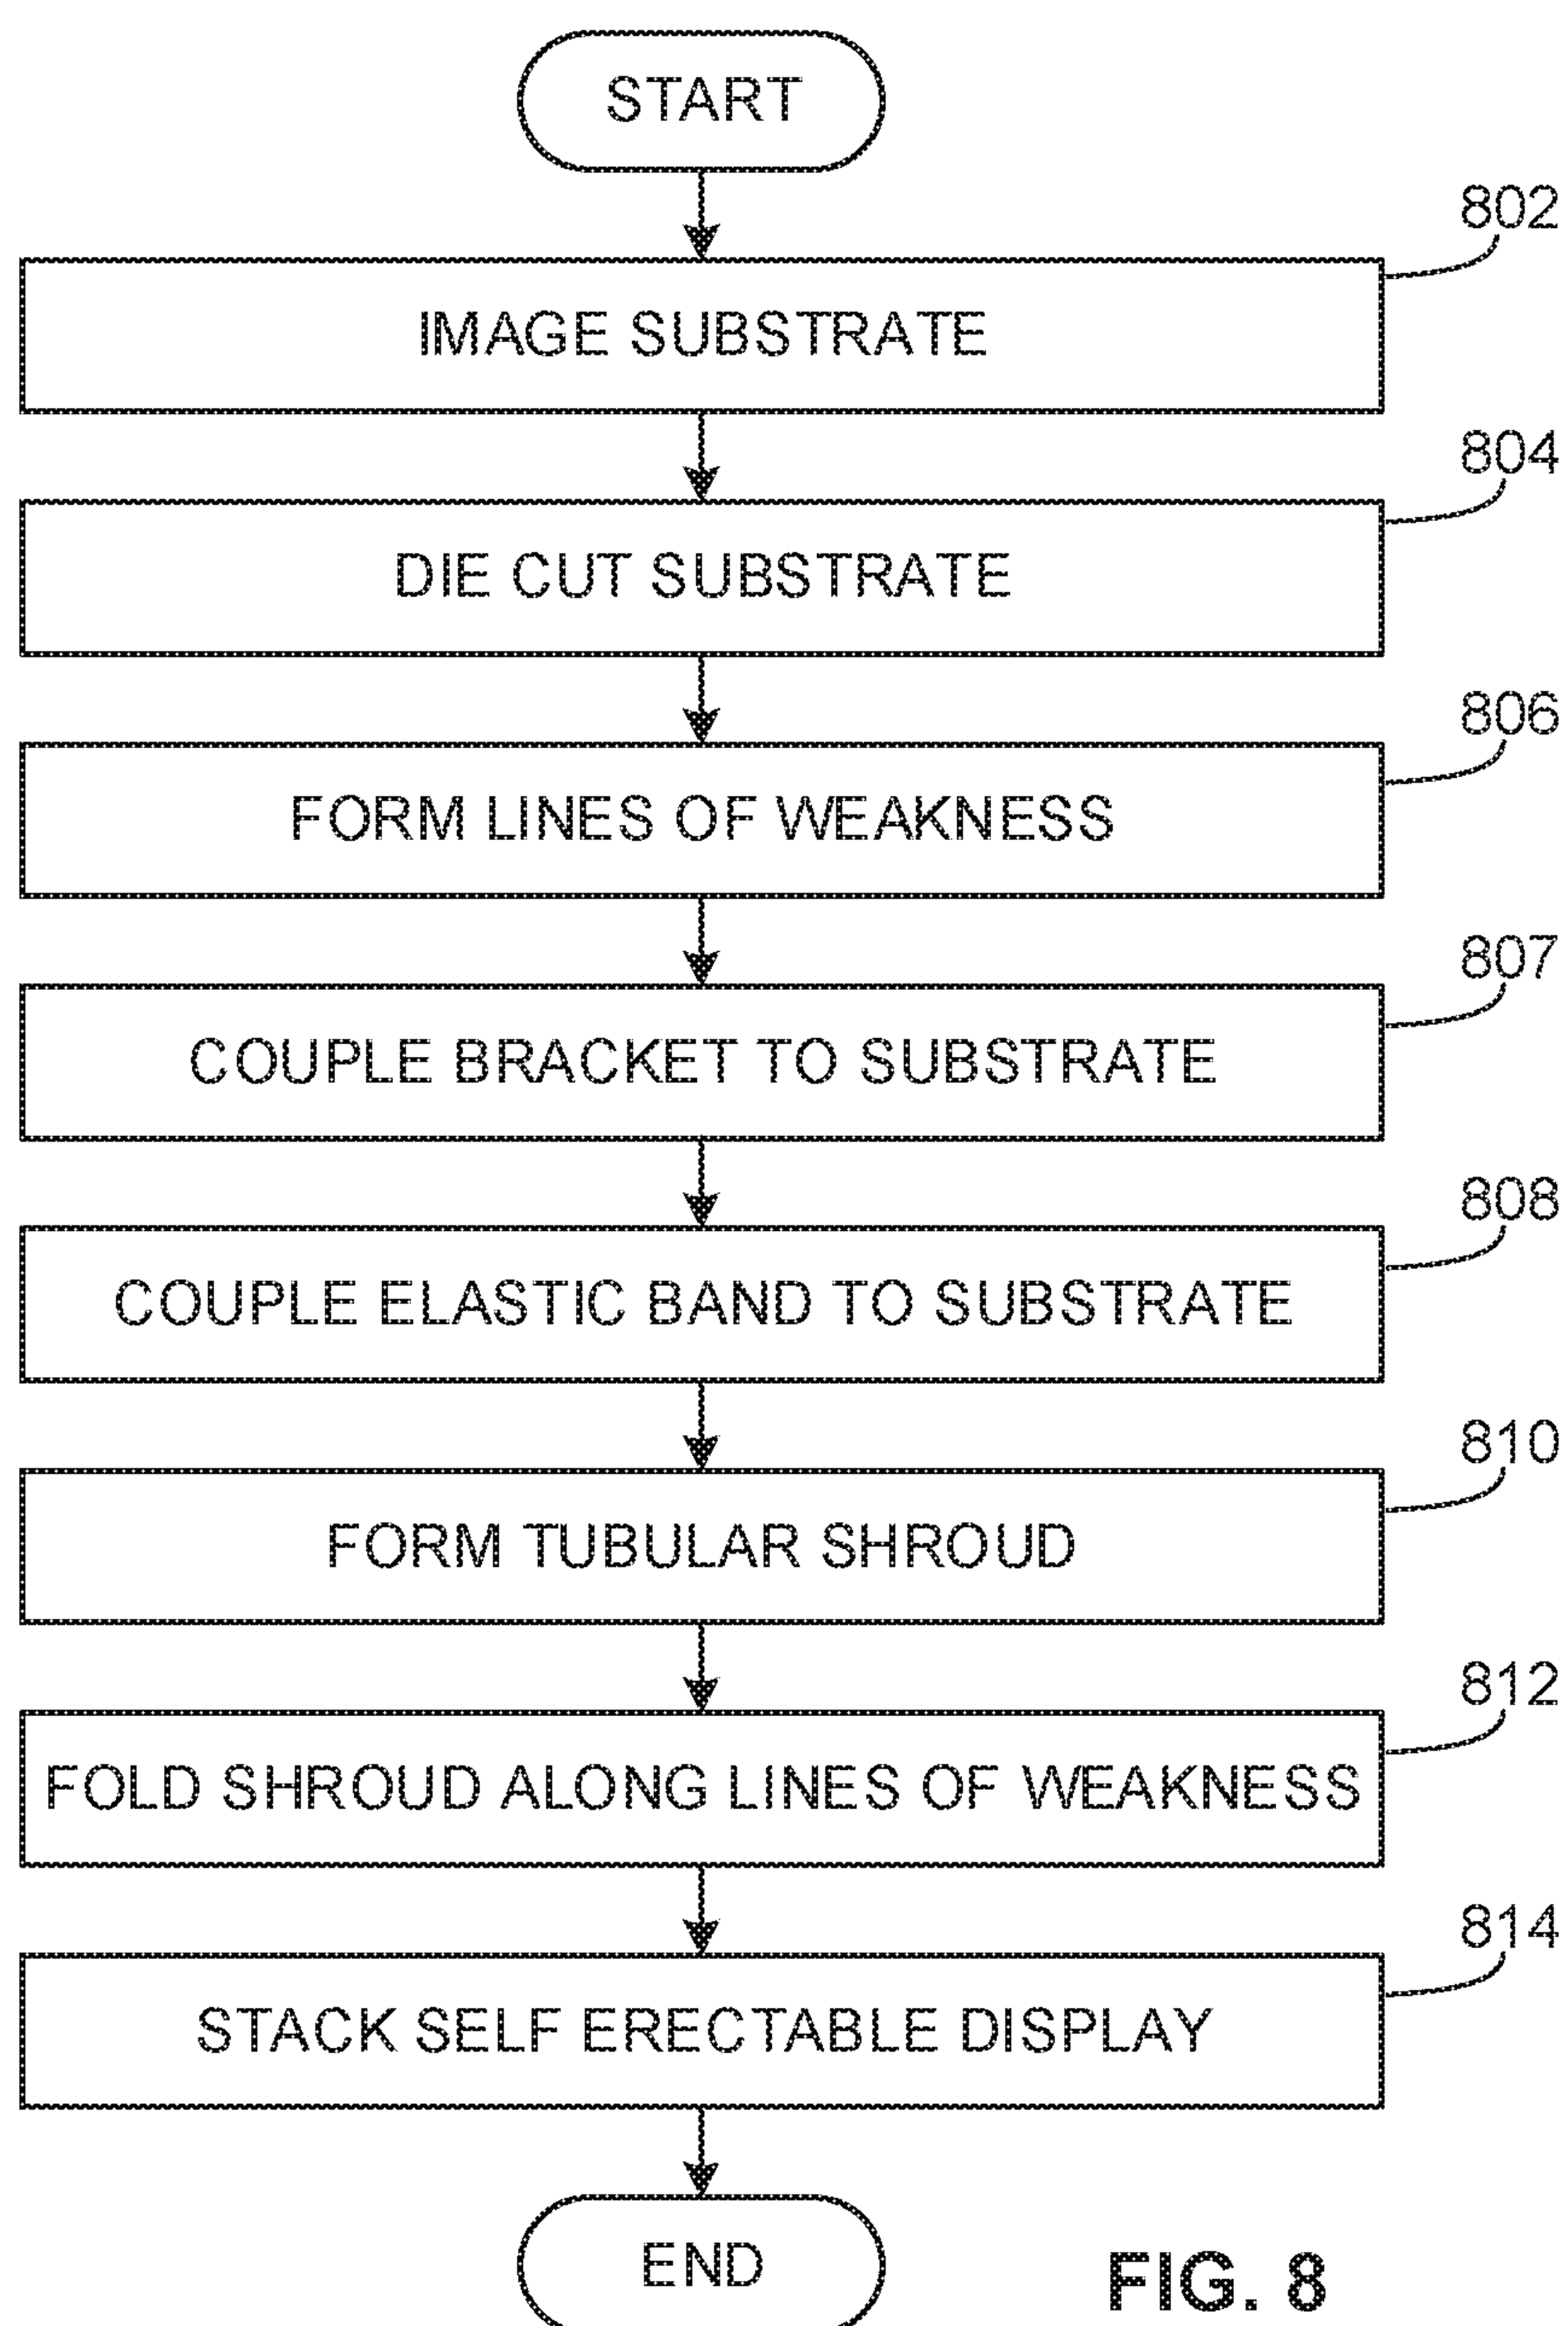 START
802
IMAGE SUBSTRATE
804
DIE CUT SUBSTRATE
806
FORM LINES OF WEAKNESS
807
COUPLE BRACKET TO SUBSTRATE
808
COUPLE ELASTIC BAND TO SUBSTRATE
810
FORM TUBULAR SHROUD
812
FOLD SHROUD ALONG LINES OF WEAKNESS
814
STACK SELF ERECTABLE DISPLAY
END
FIG. 8